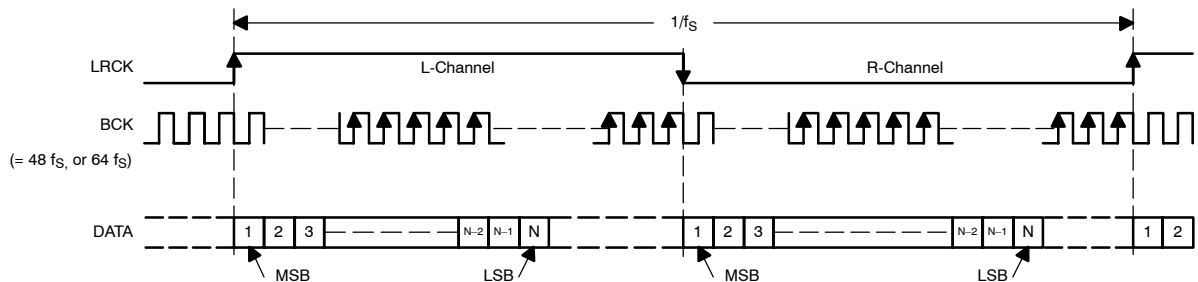 1/fS
LRCK
L-Channel
R-Channel
BCK
(= 48 fS, or 64 fS)
DATA
1 2 3 N–2 N–1 N 1 2 3 N–2 N–1 N 1 2
MSB LSB MSB LSB